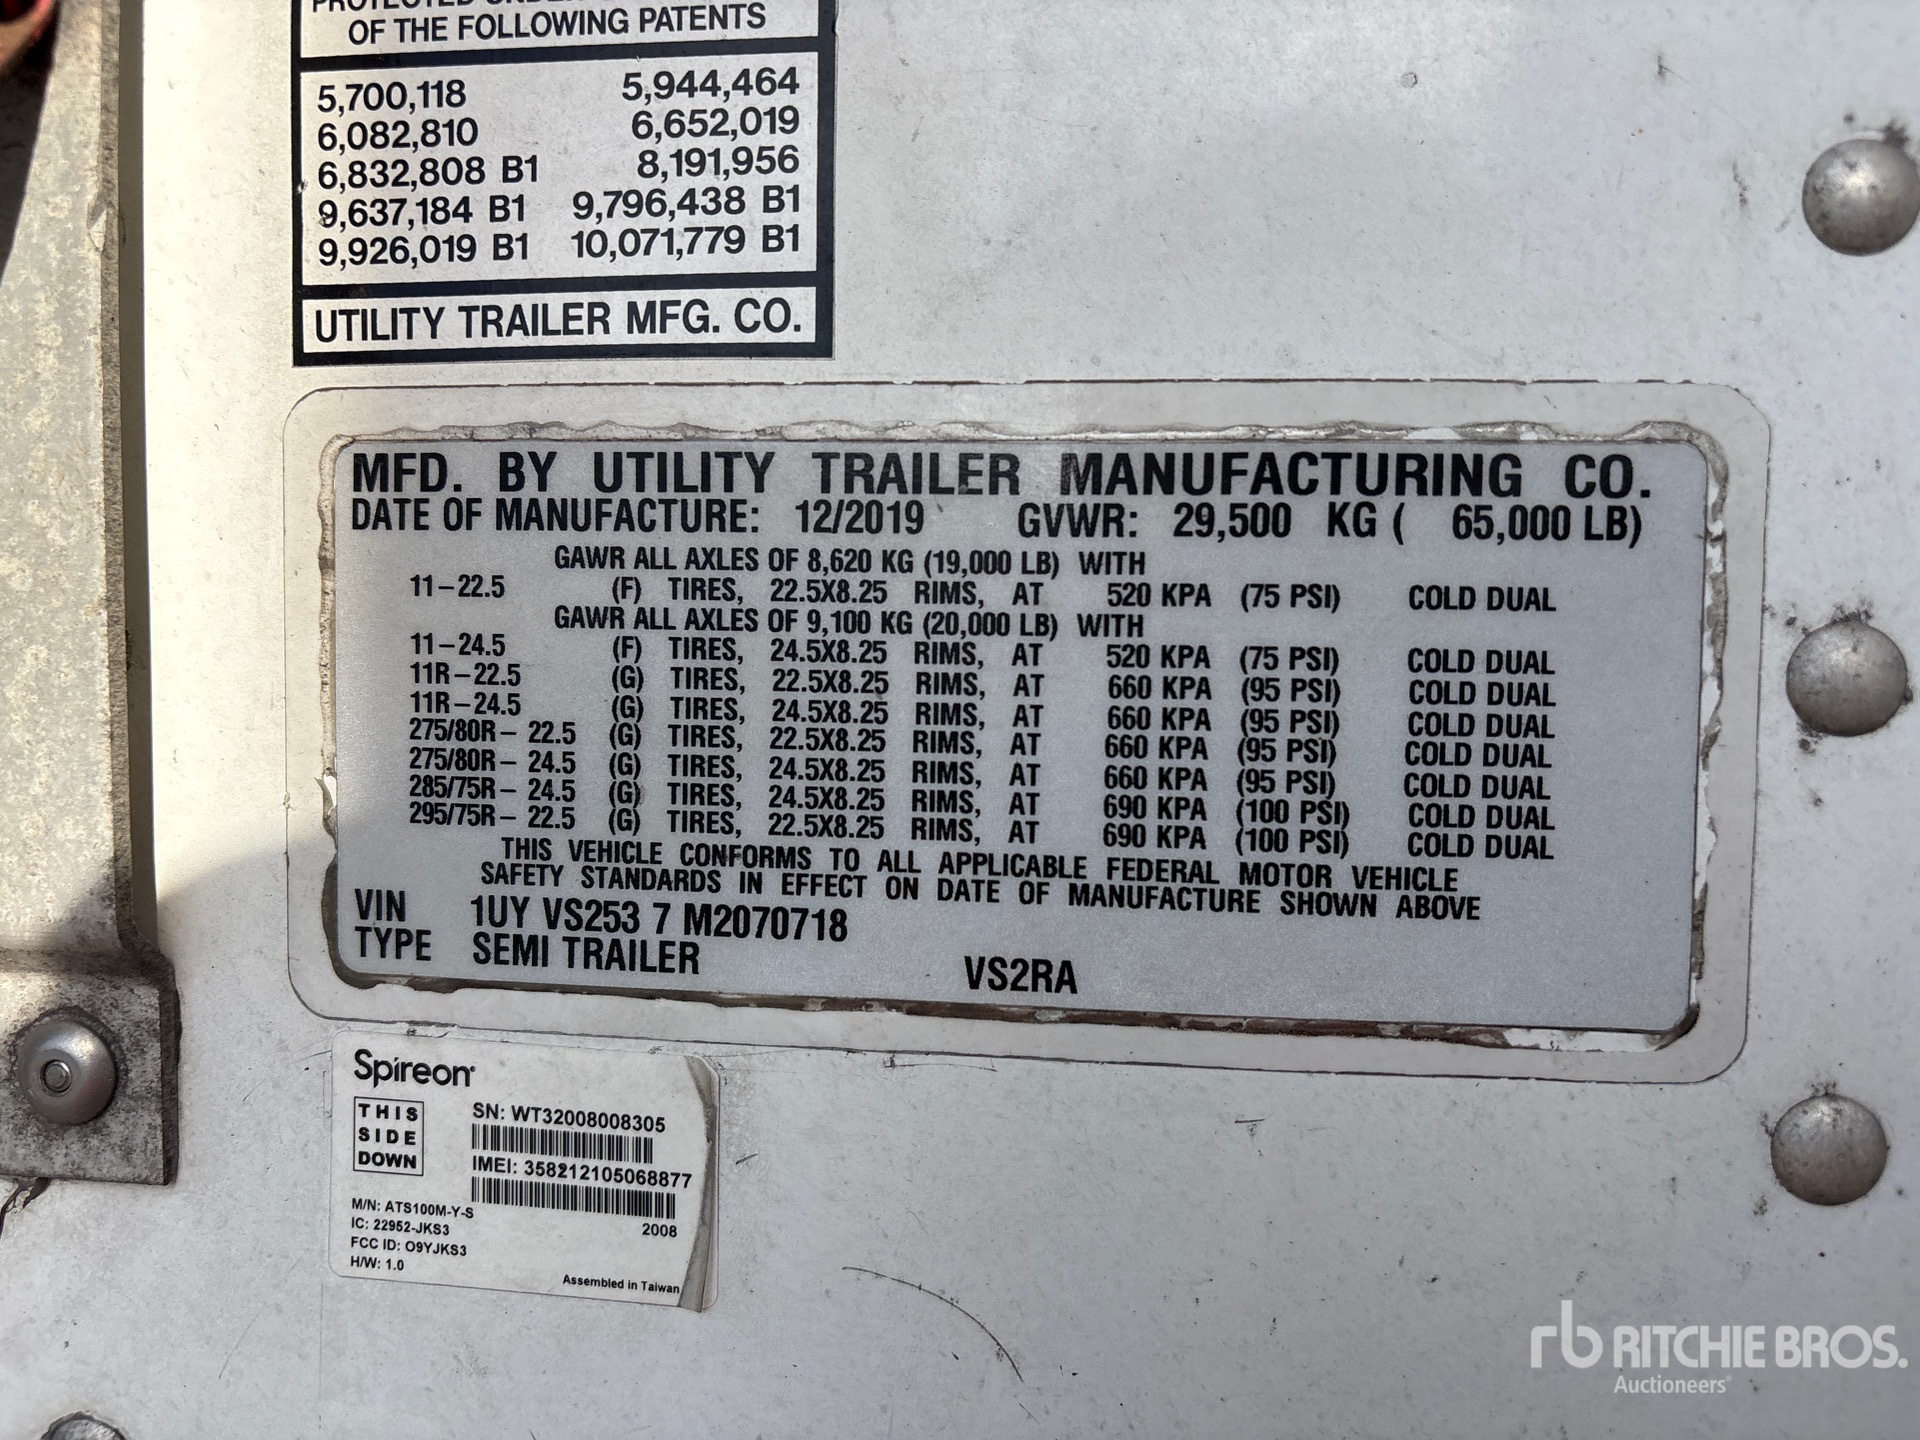 PROTECTED UNDER
OF THE FOLLOWING PATENTS
5,700,118 5,944,464
6,082,810 6,652,019
6,832,808 B1 8,191,956
9,637,184 B1 9,796,438 B1
9,926,019 B1 10,071,779 B1
UTILITY TRAILER MFG. CO.
MFD. BY UTILITY TRAILER MANUFACTURING CO.
DATE OF MANUFACTURE: 12/2019 GVWR: 29,500 KG ( 65,000 LB)
GAWR ALL AXLES OF 8,620 KG (19,000 LB) WITH
11-22.5 (F) TIRES, 22.5X8.25 RIMS, AT 520 KPA (75 PSI) COLD DUAL
GAWR ALL AXLES OF 9,100 KG (20,000 LB) WITH
11-24.5 (F) TIRES, 24.5X8.25 RIMS, AT 520 KPA (75 PSI) COLD DUAL
11R-22.5 (G) TIRES, 22.5X8.25 RIMS, AT 660 KPA (95 PSI) COLD DUAL
11R-24.5 (G) TIRES, 24.5X8.25 RIMS, AT 660 KPA (95 PSI) COLD DUAL
275/80R- 22.5 (G) TIRES, 22.5X8.25 RIMS, AT 660 KPA (95 PSI) COLD DUAL
275/80R- 24.5 (G) TIRES, 24.5X8.25 RIMS, AT 660 KPA (95 PSI) COLD DUAL
285/75R- 24.5 (G) TIRES, 24.5X8.25 RIMS, AT 690 KPA (100 PSI) COLD DUAL
295/75R- 22.5 (G) TIRES, 22.5X8.25 RIMS, AT 690 KPA (100 PSI) COLD DUAL
THIS VEHICLE CONFORMS TO ALL APPLICABLE FEDERAL MOTOR VEHICLE
SAFETY STANDARDS IN EFFECT ON DATE OF MANUFACTURE SHOWN ABOVE
VIN 1UY VS253 7 M2070718
TYPE SEMI TRAILER VS2RA
Spireon
THIS
SIDE
DOWN
SN: WT32008008305
IMEI: 358212105068877
2008
M/N: ATS100M-Y-S
IC: 22952-JKS3
FCC ID: O9YJKS3
H/W: 1.0
Assembled in Taiwan
rb RITCHIE BROS.
Auctioneers